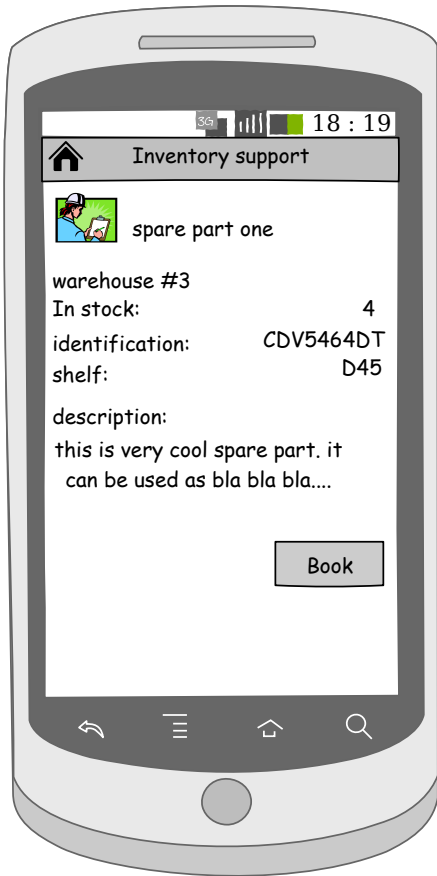 3G 18 : 19
Inventory support
spare part one
warehouse #3
In stock: 4
identification: CDV5464DT
shelf: D45
description:
this is very cool spare part. it
can be used as bla bla bla....
Book